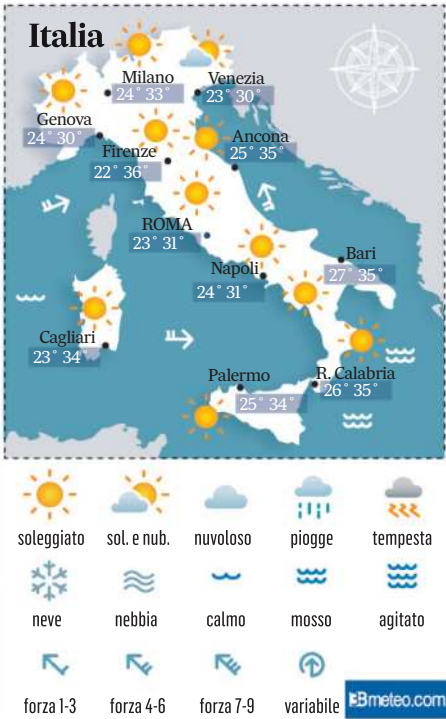 Italia
Milano
24° 33°
Venezia
23° 30°
Genova
24° 30°
Firenze
22° 36°
Ancona
25° 35°
ROMA
23° 31°
Napoli
24° 31°
Bari
27° 35°
Cagliari
23° 34
Palermo
25° 34°
R. Calabria
26° 35°
soleggiato sol. e nub. nuvoloso piogge tempesta
neve nebbia calmo mosso agitato
forza 1-3 forza 4-6 forza 7-9 variabile
3Bmeteo.com